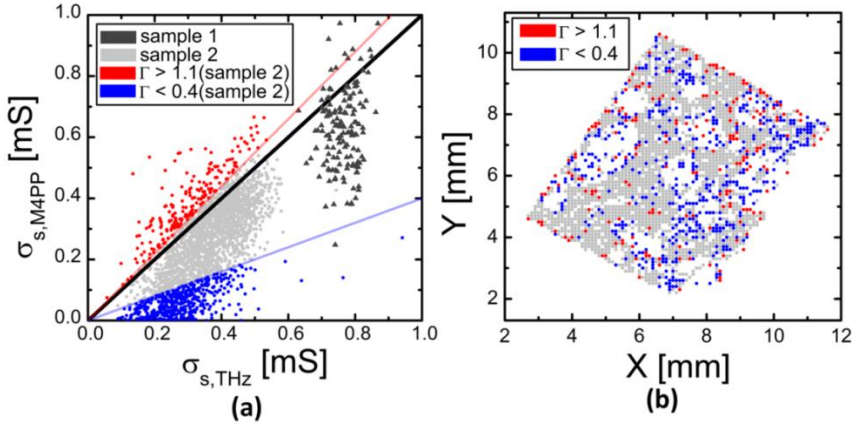 1.0
0.8
0.6
0.4
0.2
0.0
σs,M4PP [mS]
sample 1
sample 2
Γ > 1.1(sample 2)
Γ < 0.4(sample 2)
0.0 0.2 0.4 0.6 0.8 1.0
σs,THz [mS]
(a)
10
8
6
4
2
Y [mm]
Γ > 1.1
Γ < 0.4
2 4 6 8 10 12
X [mm]
(b)